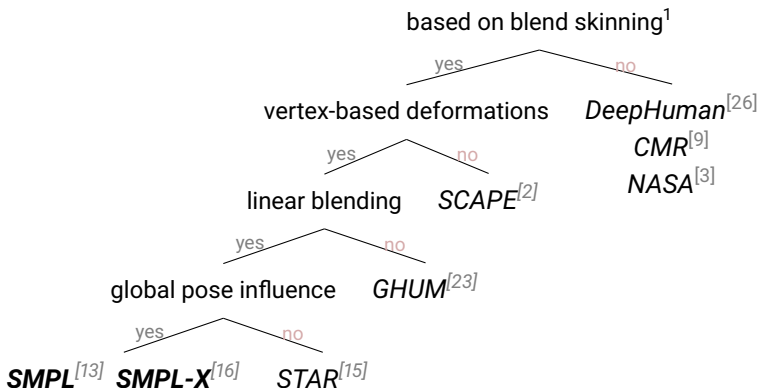 based on blend skinning1
yes no
vertex-based deformations DeepHuman[26]
CMR[9]
yes no
NASA[3]
linear blending SCAPE[2]
yes no
global pose influence GHUM[23]
yes no
SMPL[13] SMPL-X[16] STAR[15]